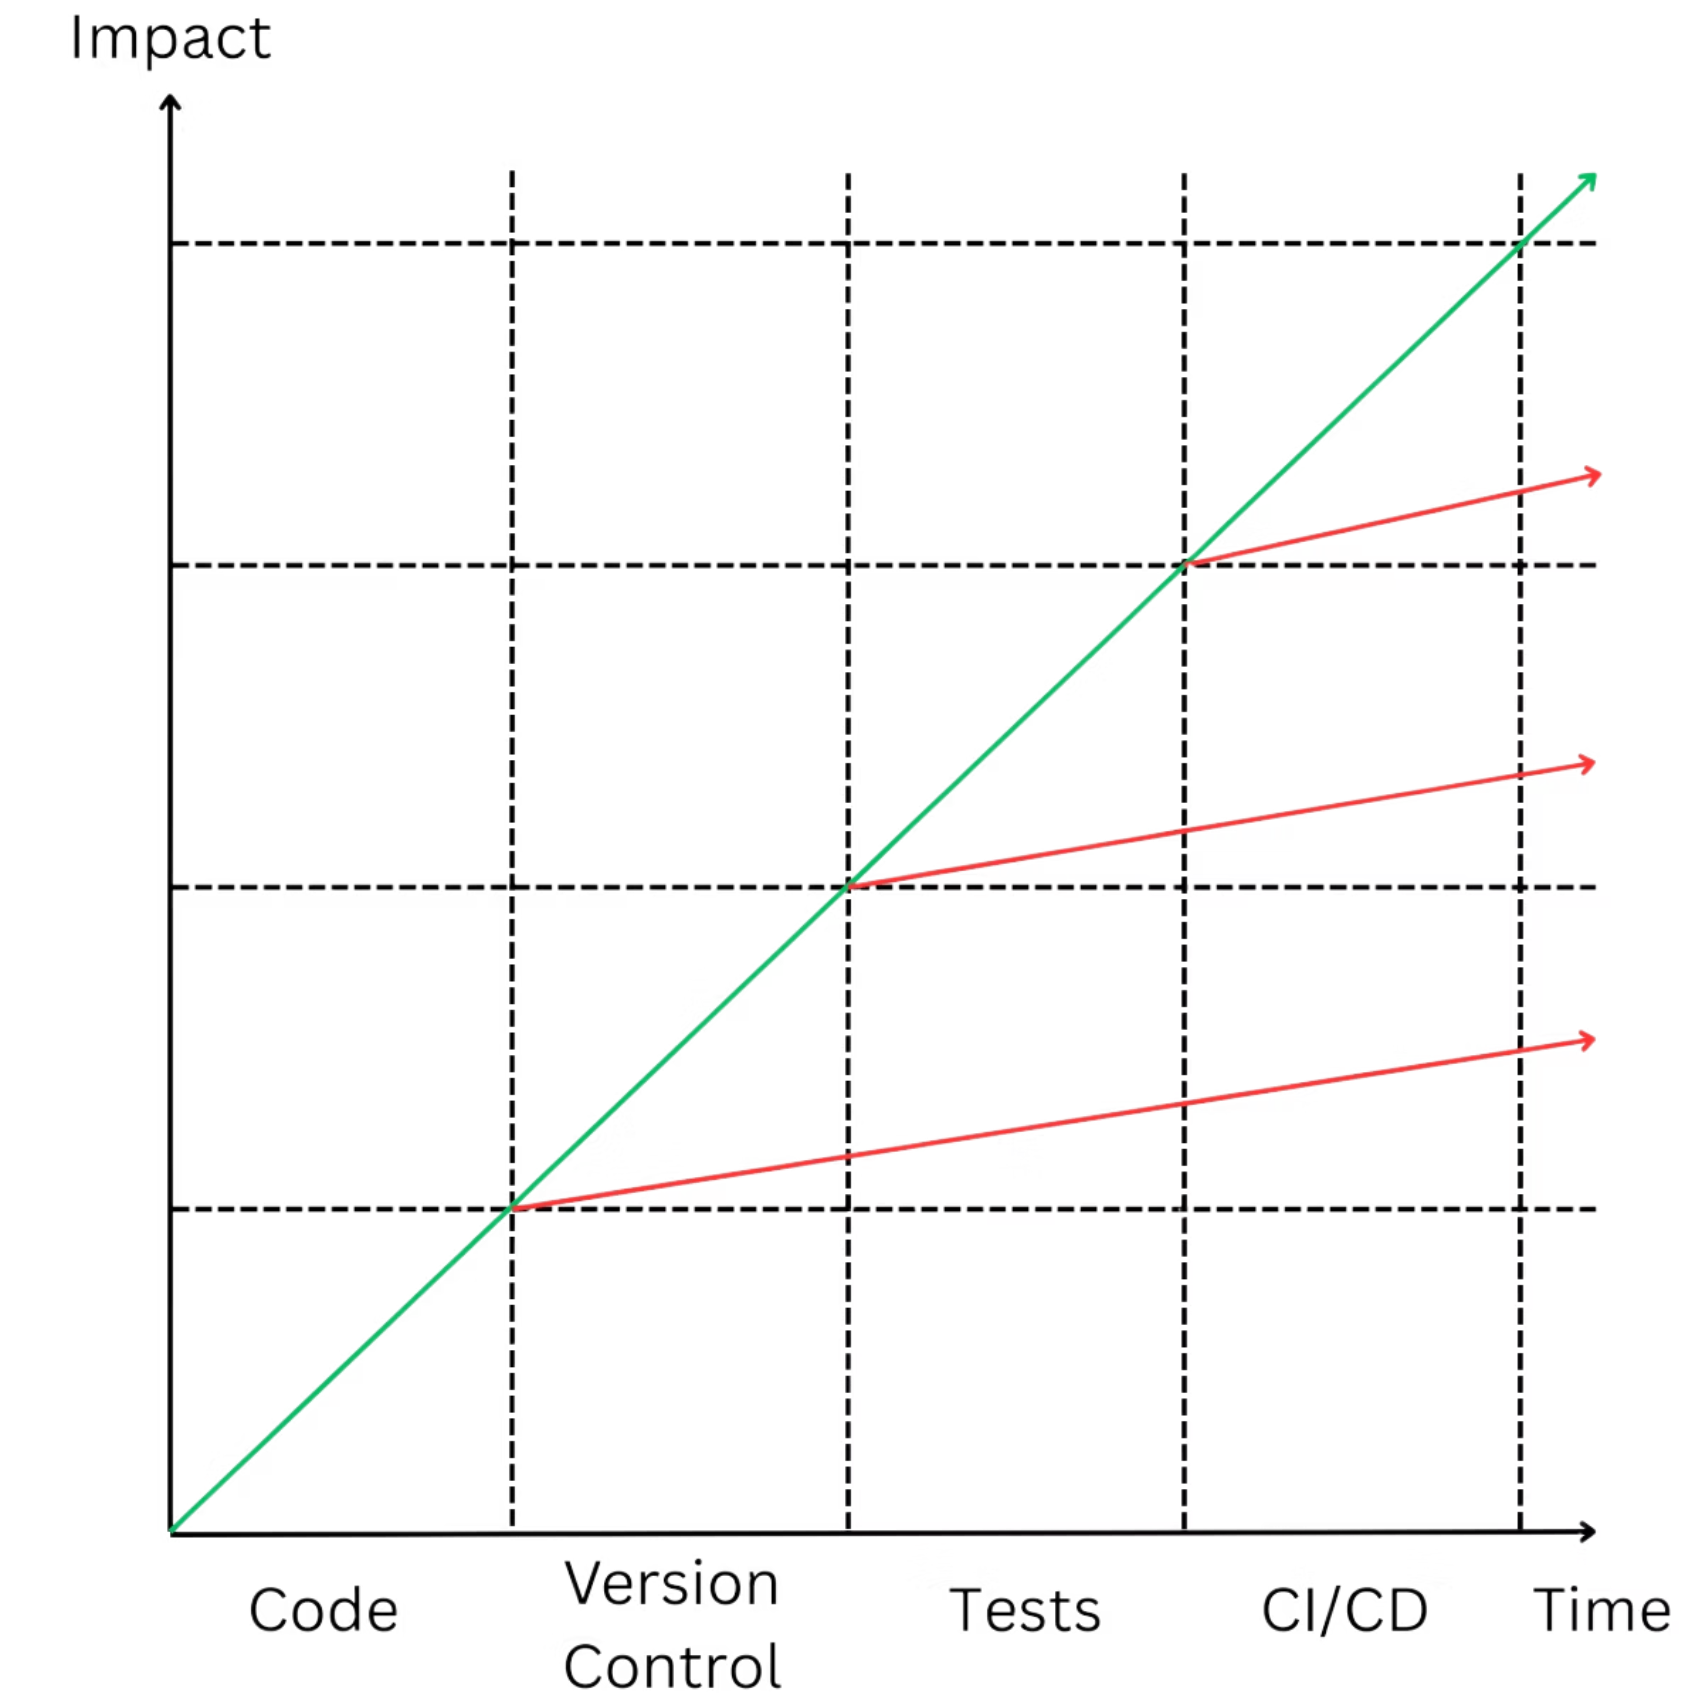 Impact
Code
Version
Control
Tests
CI/CD
Time